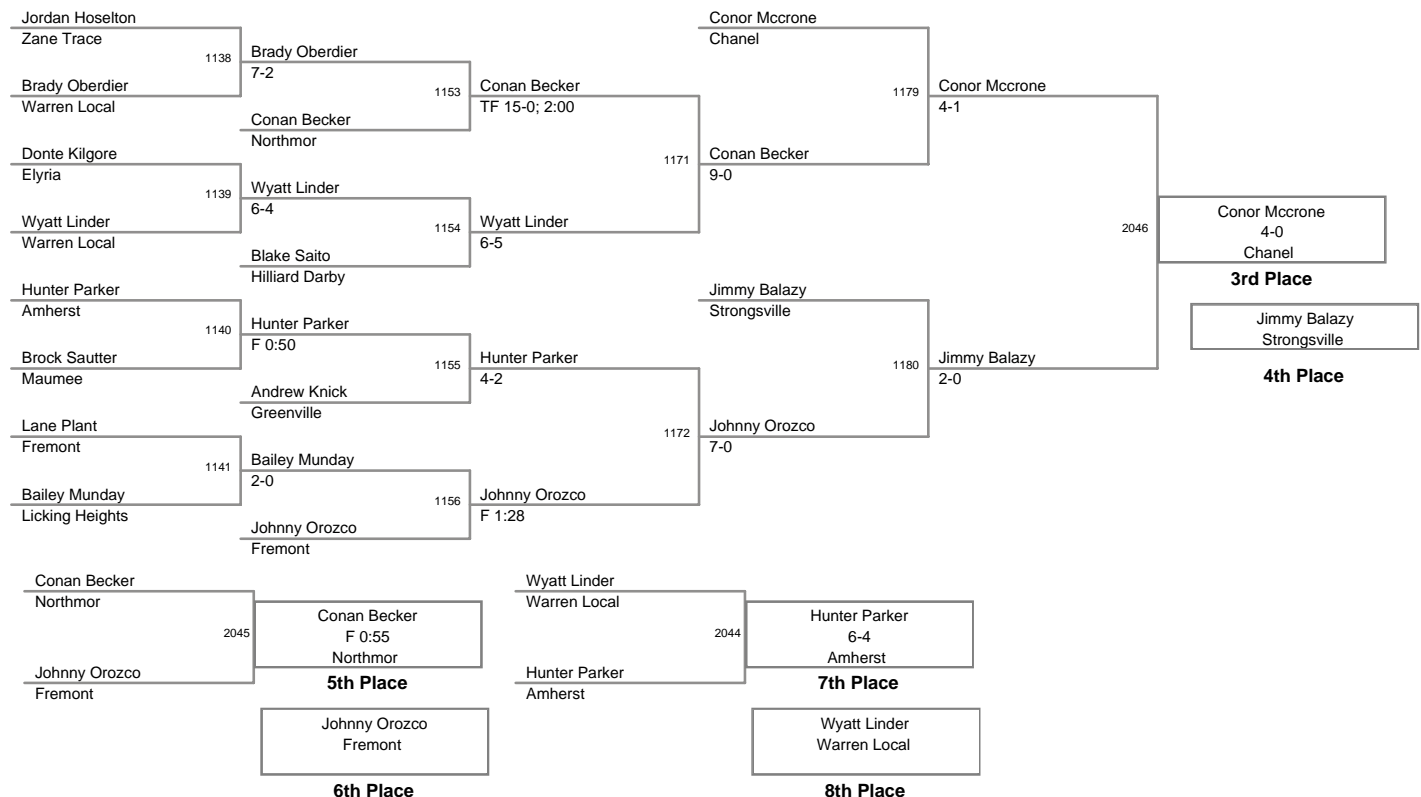 Jordan Hoselton
Zane Trace
1138
Brady Oberdier
Warren Local
Donte Kilgore
Elyria
1139
Wyatt Linder
Warren Local
Hunter Parker
Amherst
1140
Brock Sautter
Maumee
Lane Plant
Fremont
1141
Bailey Munday
Licking Heights
Brady Oberdier
7-2
1153
Conan Becker
Northmor
Wyatt Linder
6-4
1154
Blake Saito
Hilliard Darby
Hunter Parker
F 0:50
1155
Andrew Knick
Greenville
Bailey Munday
2-0
1156
Johnny Orozco
Fremont
Conan Becker
TF 15-0; 2:00
1171
Wyatt Linder
6-5
Hunter Parker
4-2
1172
Johnny Orozco
F 1:28
Conor Mccrone
Chanel
1179
Conan Becker
9-0
Jimmy Balazy
Strongsville
1180
Johnny Orozco
7-0
Conor Mccrone
4-1
2046
Jimmy Balazy
2-0
Conor Mccrone
4-0
Chanel
3rd Place
Jimmy Balazy
Strongsville
4th Place
Conan Becker
Northmor
2045
Johnny Orozco
Fremont
Conan Becker
F 0:55
Northmor
5th Place
Johnny Orozco
Fremont
6th Place
Wyatt Linder
Warren Local
2044
Hunter Parker
Amherst
Hunter Parker
6-4
Amherst
7th Place
Wyatt Linder
Warren Local
8th Place